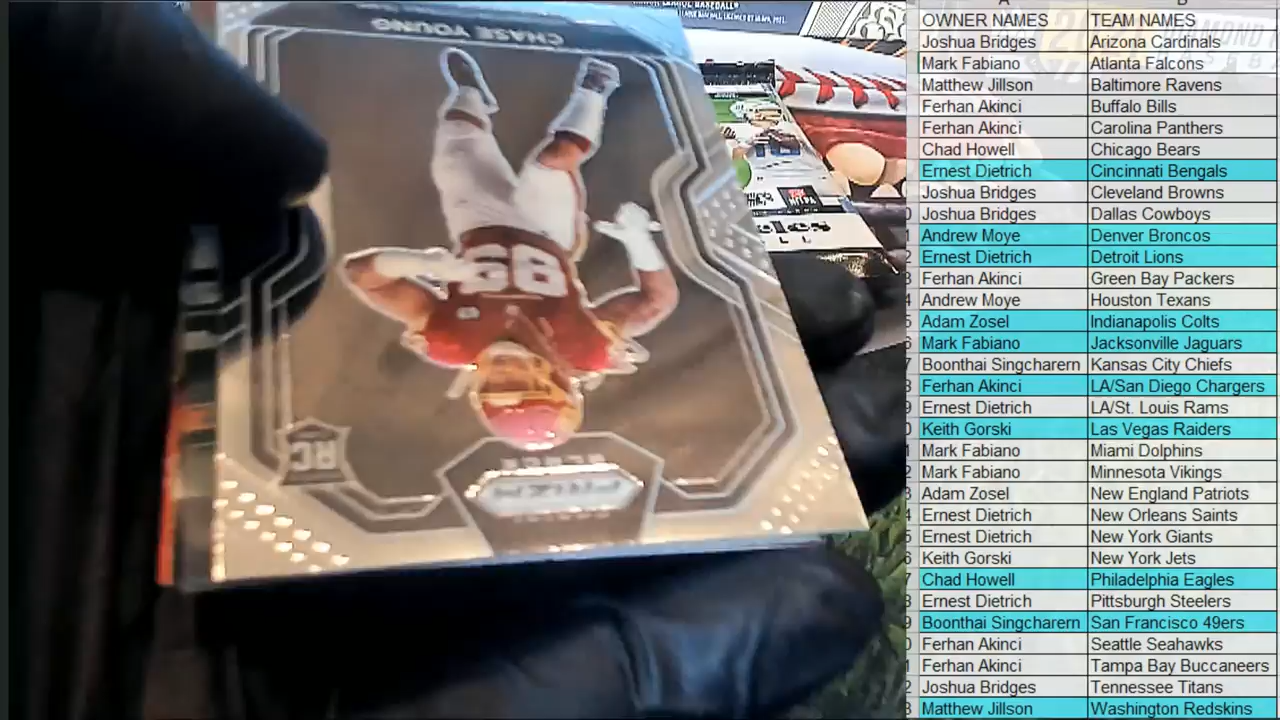 CHASE YOUNG
99
RC
BLACK
PRIZM
A B
OWNER NAMES TEAM NAMES
Joshua Bridges Arizona Cardinals
Mark Fabiano Atlanta Falcons
Matthew Jillson Baltimore Ravens
Ferhan Akinci Buffalo Bills
Ferhan Akinci Carolina Panthers
Chad Howell Chicago Bears
Ernest Dietrich Cincinnati Bengals
Joshua Bridges Cleveland Browns
Joshua Bridges Dallas Cowboys
Andrew Moye Denver Broncos
Ernest Dietrich Detroit Lions
Ferhan Akinci Green Bay Packers
Andrew Moye Houston Texans
Adam Zosel Indianapolis Colts
Mark Fabiano Jacksonville Jaguars
Boonthai Singcharern Kansas City Chiefs
Ferhan Akinci LA/San Diego Chargers
Ernest Dietrich LA/St. Louis Rams
Keith Gorski Las Vegas Raiders
Mark Fabiano Miami Dolphins
Mark Fabiano Minnesota Vikings
Adam Zosel New England Patriots
Ernest Dietrich New Orleans Saints
Ernest Dietrich New York Giants
Keith Gorski New York Jets
Chad Howell Philadelphia Eagles
Ernest Dietrich Pittsburgh Steelers
Boonthai Singcharern San Francisco 49ers
Ferhan Akinci Seattle Seahawks
Ferhan Akinci Tampa Bay Buccaneers
Joshua Bridges Tennessee Titans
Matthew Jillson Washington Redskins